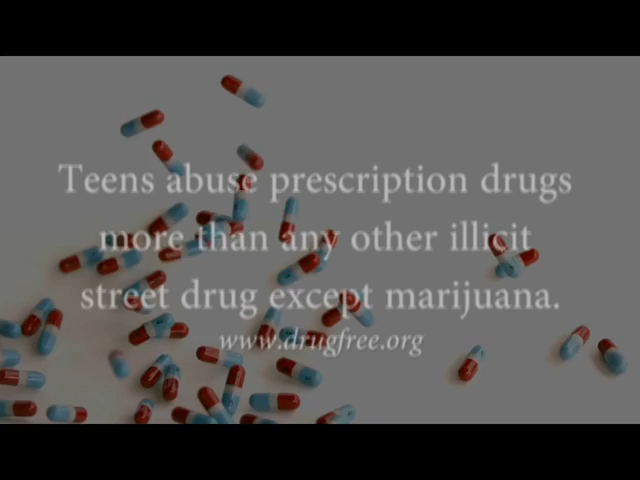 Teens abuse prescription drugs
more than any other illicit
street drug except marijuana.
www.drugfree.org